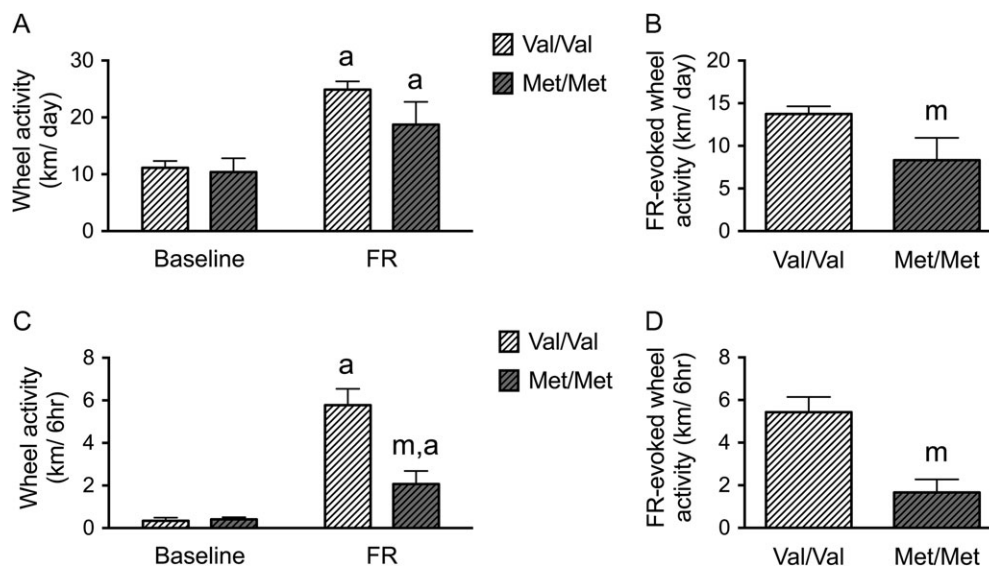 A
Wheel activity
(km/ day)
30
20
10
0
a
a
Baseline
FR
Val/Val
Met/Met
B
FR-evoked wheel
activity (km/ day)
20
15
10
5
0
m
Val/Val
Met/Met
C
Wheel activity
(km/ 6hr)
8
6
4
2
0
a
m,a
Baseline
FR
Val/Val
Met/Met
D
FR-evoked wheel
activity (km/ 6hr)
8
6
4
2
0
m
Val/Val
Met/Met